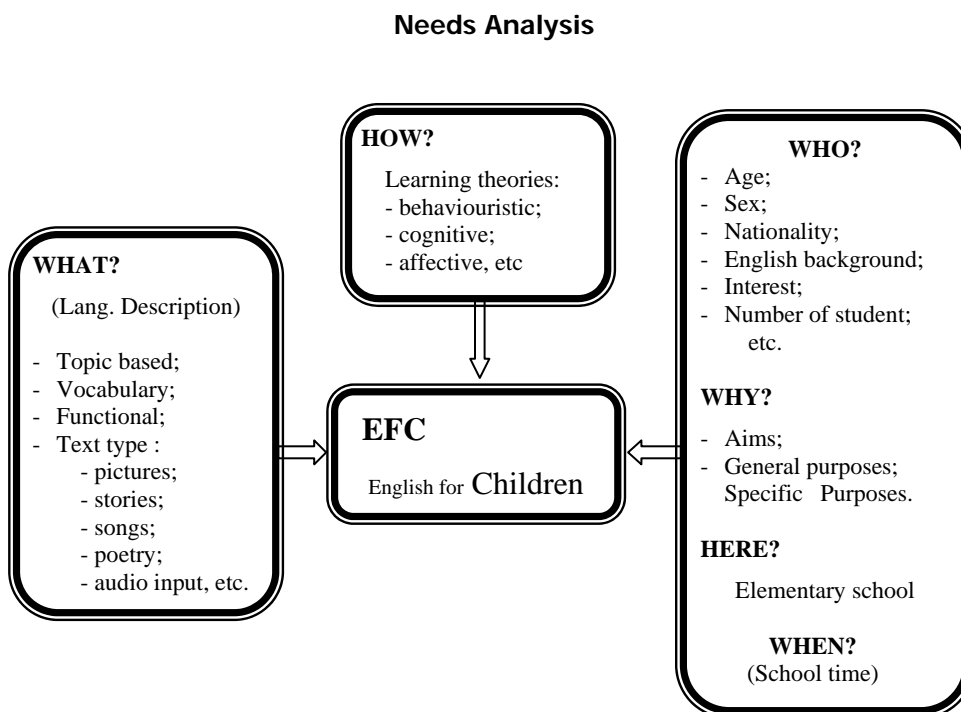 Needs Analysis
HOW?
Learning theories:
- behaviouristic;
- cognitive;
- affective, etc
WHAT?
(Lang. Description)
- Topic based;
- Vocabulary;
- Functional;
- Text type :
- pictures;
- stories;
- songs;
- poetry;
- audio input, etc.
EFC
English for Children
WHO?
- Age;
- Sex;
- Nationality;
- English background;
- Interest;
- Number of student;
etc.
WHY?
- Aims;
- General purposes;
Specific Purposes.
HERE?
Elementary school
WHEN?
(School time)